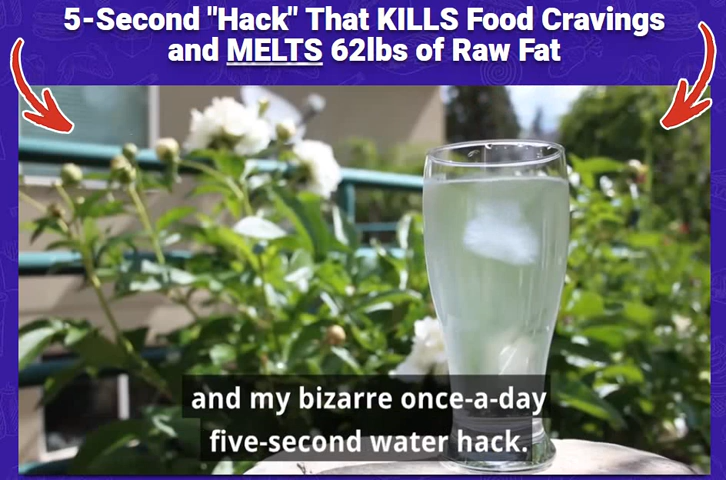 5-Second "Hack" That KILLS Food Cravings
and MELTS 62lbs of Raw Fat
and my bizarre once-a-day
five-second water hack.